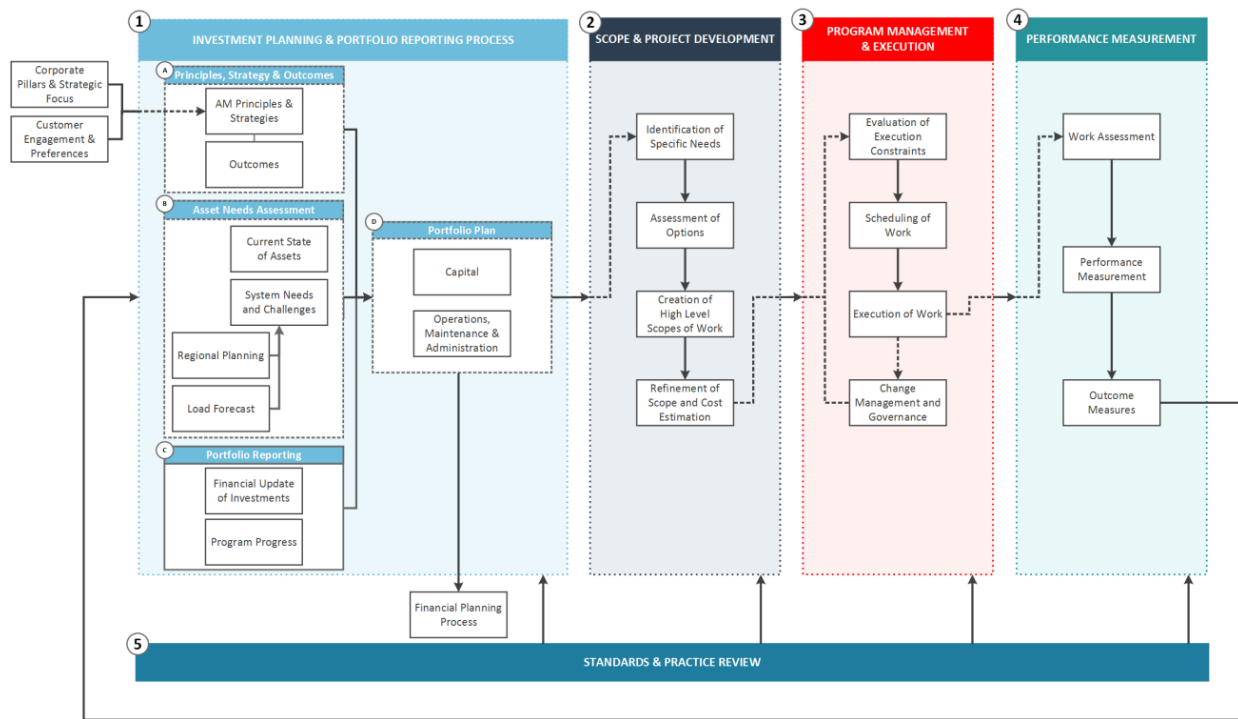 1
INVESTMENT PLANNING & PORTFOLIO REPORTING PROCESS
Corporate
Pillars & Strategic
Focus
Customer
Engagement &
Preferences
A
Principles, Strategy & Outcomes
AM Principles &
Strategies
Outcomes
B
Asset Needs Assessment
Current State
of Assets
System Needs
and Challenges
Regional Planning
Load Forecast
C
Portfolio Reporting
Financial Update
of Investments
Program Progress
D
Portfolio Plan
Capital
Operations,
Maintenance &
Administration
Financial Planning
Process
2
SCOPE & PROJECT DEVELOPMENT
Identification of
Specific Needs
Assessment of
Options
Creation of
High Level
Scopes of Work
Refinement of
Scope and Cost
Estimation
3
PROGRAM MANAGEMENT
& EXECUTION
Evaluation of
Execution
Constraints
Scheduling of
Work
Execution of Work
Change
Management and
Governance
4
PERFORMANCE MEASUREMENT
Work Assessment
Performance
Measurement
Outcome
Measures
5
STANDARDS & PRACTICE REVIEW